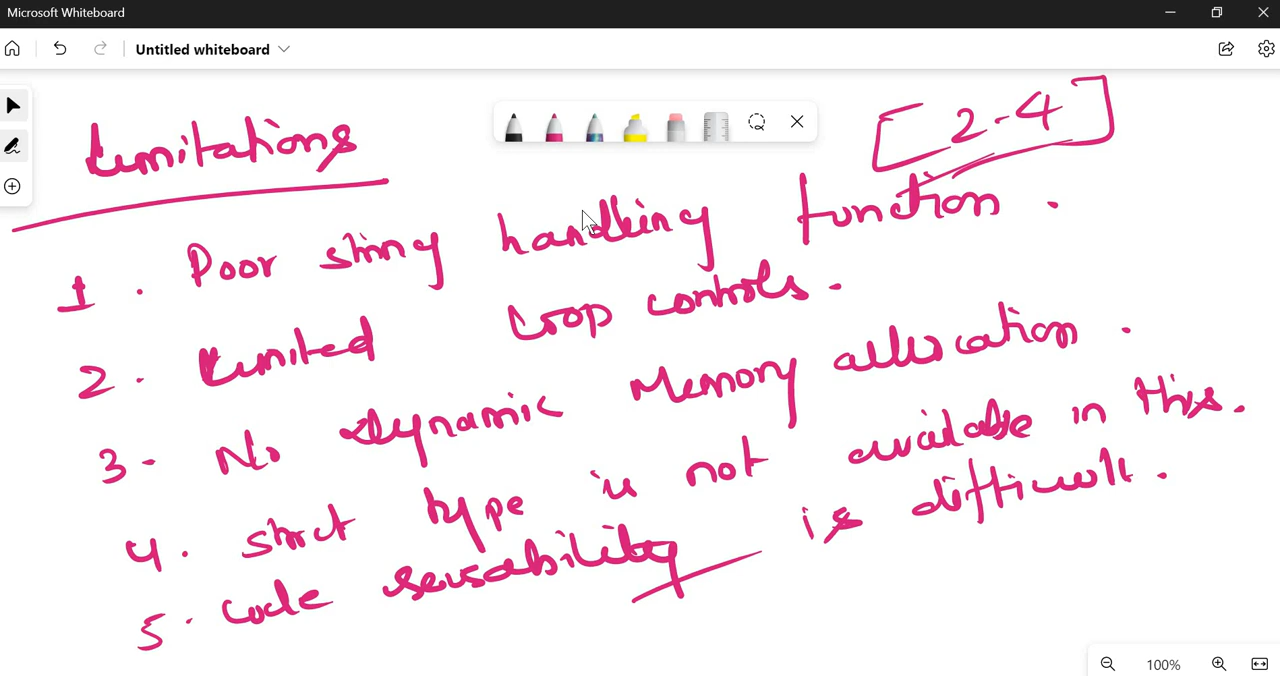 Microsoft Whiteboard
Untitled whiteboard
Limitations
[2-4]
1. Poor string handling function.
2. Limited loop controls.
3. No Dynamic Memory allocation.
4. strict type is not available in this.
5. code reusability is difficult.
100%